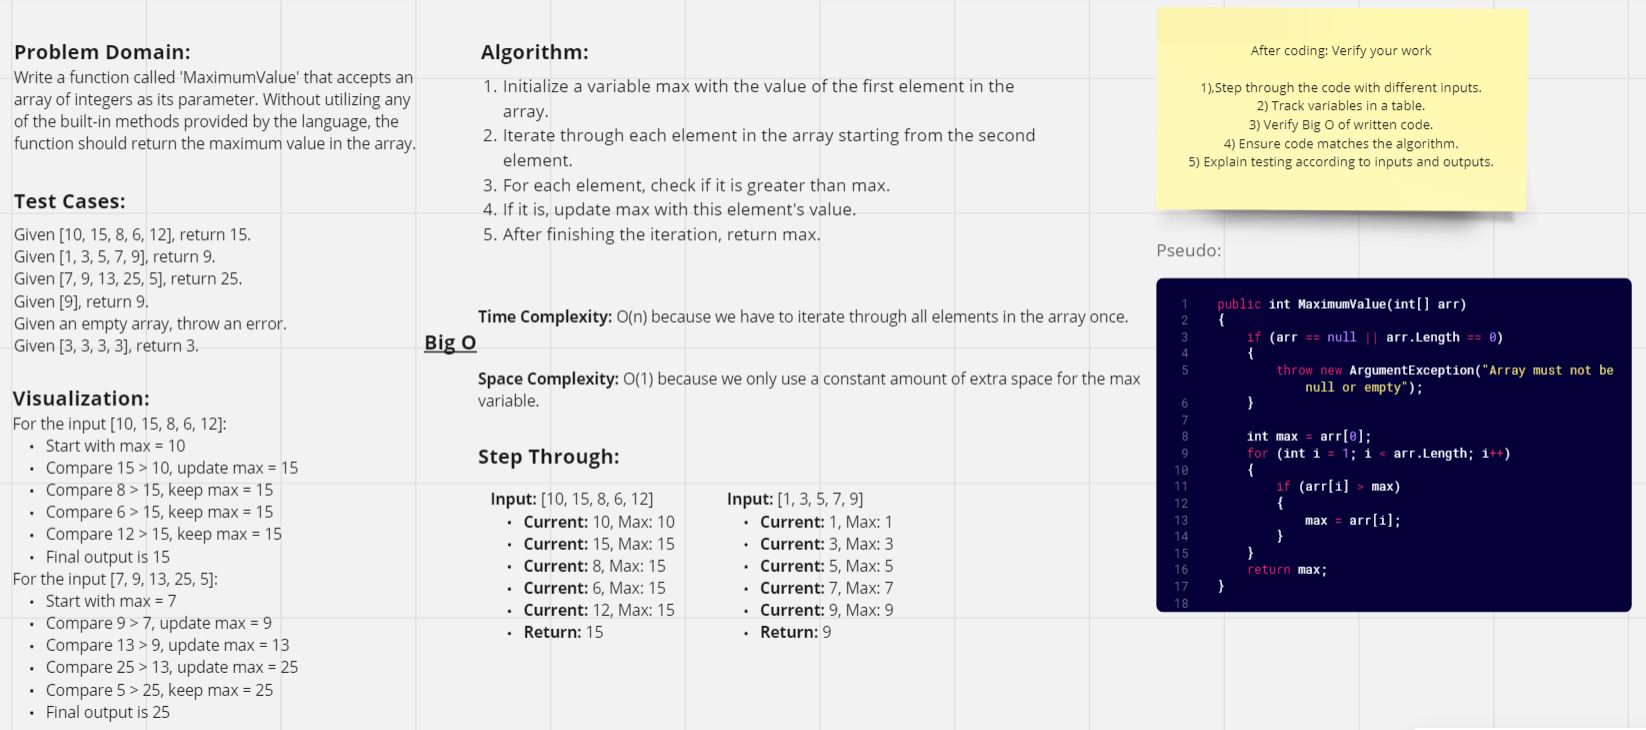 Problem Domain:
Write a function called 'MaximumValue' that accepts an
array of integers as its parameter. Without utilizing any
of the built-in methods provided by the language, the
function should return the maximum value in the array.
Test Cases:
Given [10, 15, 8, 6, 12], return 15.
Given [1, 3, 5, 7, 9], return 9.
Given [7, 9, 13, 25, 5], return 25.
Given [9], return 9.
Given an empty array, throw an error.
Given [3, 3, 3, 3], return 3.
Visualization:
For the input [10, 15, 8, 6, 12]:
• Start with max = 10
• Compare 15 > 10, update max = 15
• Compare 8 > 15, keep max = 15
• Compare 6 > 15, keep max = 15
• Compare 12 > 15, keep max = 15
• Final output is 15
For the input [7, 9, 13, 25, 5]:
• Start with max = 7
• Compare 9 > 7, update max = 9
• Compare 13 > 9, update max = 13
• Compare 25 > 13, update max = 25
• Compare 5 > 25, keep max = 25
• Final output is 25
Algorithm:
1. Initialize a variable max with the value of the first element in the
array.
2. Iterate through each element in the array starting from the second
element.
3. For each element, check if it is greater than max.
4. If it is, update max with this element's value.
5. After finishing the iteration, return max.
Big O
Time Complexity: O(n) because we have to iterate through all elements in the array once.
Space Complexity: O(1) because we only use a constant amount of extra space for the max
variable.
Step Through:
Input: [10, 15, 8, 6, 12]
• Current: 10, Max: 10
• Current: 15, Max: 15
• Current: 8, Max: 15
• Current: 6, Max: 15
• Current: 12, Max: 15
• Return: 15
Input: [1, 3, 5, 7, 9]
• Current: 1, Max: 1
• Current: 3, Max: 3
• Current: 5, Max: 5
• Current: 7, Max: 7
• Current: 9, Max: 9
• Return: 9
After coding: Verify your work
1),Step through the code with different inputs.
2) Track variables in a table.
3) Verify Big O of written code.
4) Ensure code matches the algorithm.
5) Explain testing according to inputs and outputs.
Pseudo:
1 public int MaximumValue(int[] arr)
2 {
3 if (arr == null || arr.Length == 0)
4 {
5 throw new ArgumentException("Array must not be
null or empty");
6 }
7
8 int max = arr[0];
9 for (int i = 1; i < arr.Length; i++)
10 {
11 if (arr[i] > max)
12 {
13 max = arr[i];
14 }
15 }
16 return max;
17 }
18